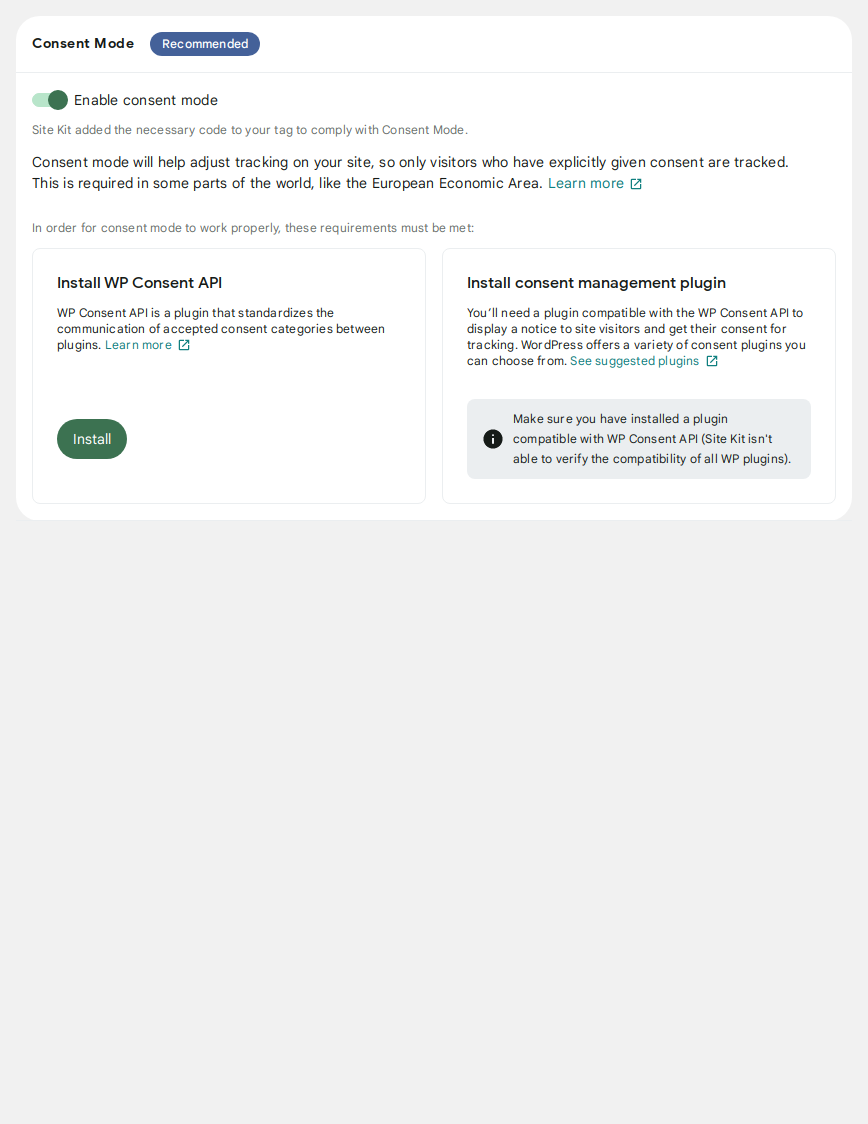 Consent Mode Recommended
Enable consent mode
Site Kit added the necessary code to your tag to comply with Consent Mode.
Consent mode will help adjust tracking on your site, so only visitors who have explicitly given consent are tracked.
This is required in some parts of the world, like the European Economic Area. Learn more
In order for consent mode to work properly, these requirements must be met:
Install WP Consent API
WP Consent API is a plugin that standardizes the
communication of accepted consent categories between
plugins. Learn more
Install
Install consent management plugin
You’ll need a plugin compatible with the WP Consent API to
display a notice to site visitors and get their consent for
tracking. WordPress offers a variety of consent plugins you
can choose from. See suggested plugins
Make sure you have installed a plugin
compatible with WP Consent API (Site Kit isn't
able to verify the compatibility of all WP plugins).